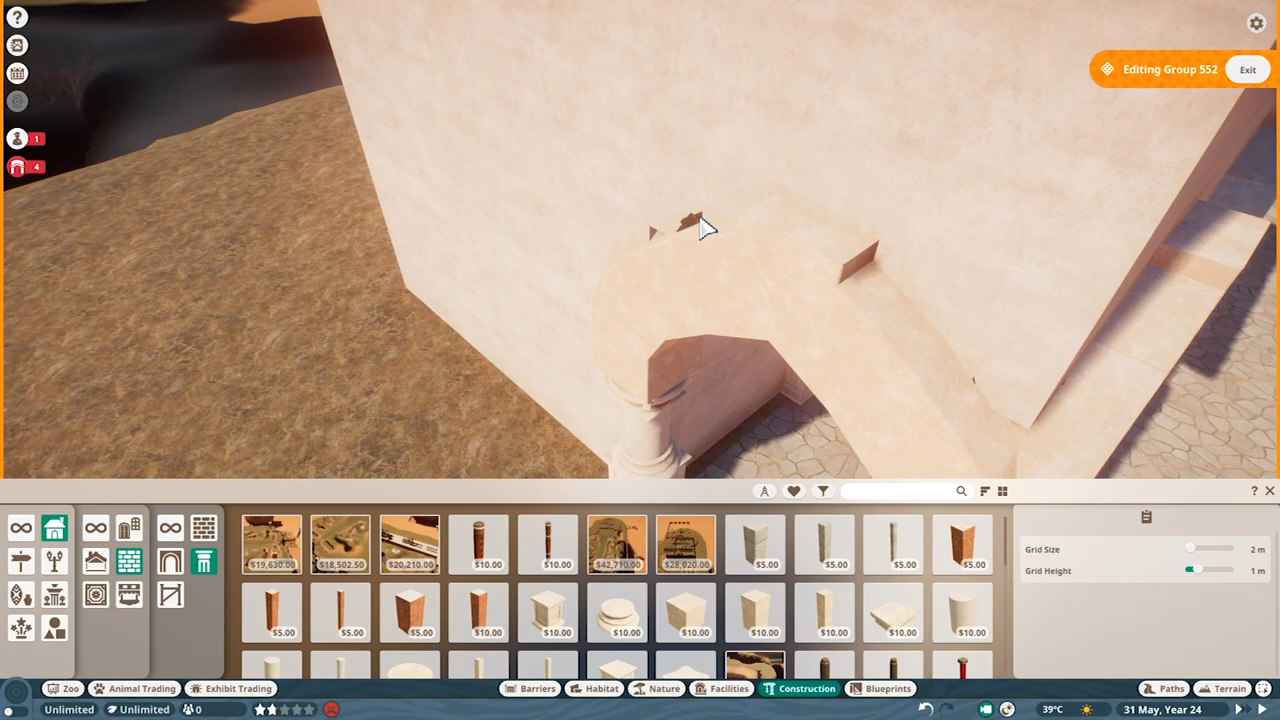 ?
Editing Group 552
Exit
1
4
? ×
$19,630.00
$18,502.50
$20,210.00
$10.00
$10.00
$42,710.00
$28,020.00
$5.00
$5.00
$5.00
$5.00
$5.00
$5.00
$5.00
$10.00
$10.00
$10.00
$10.00
$10.00
$10.00
$10.00
$10.00
Grid Size 2 m
Grid Height 1 m
Zoo
Animal Trading
Exhibit Trading
Barriers
Habitat
Nature
Facilities
Construction
Blueprints
Paths
Terrain
Unlimited
Unlimited
0
39°C
31 May, Year 24